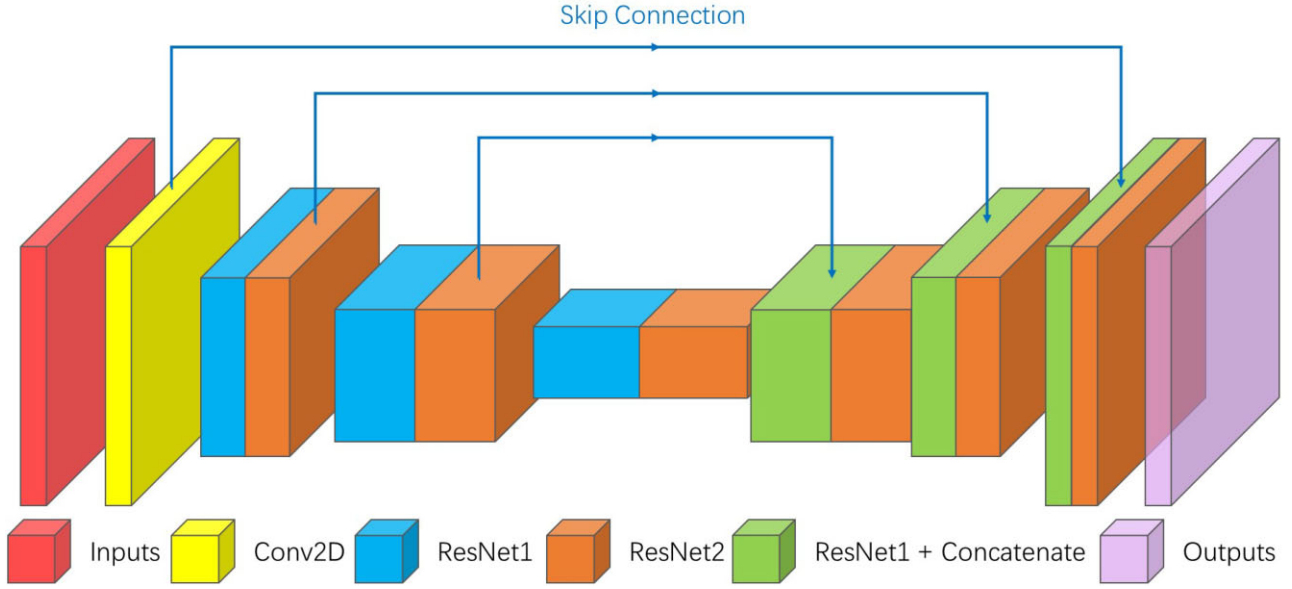 Skip Connection
Inputs Conv2D ResNet1 ResNet2 ResNet1 + Concatenate Outputs